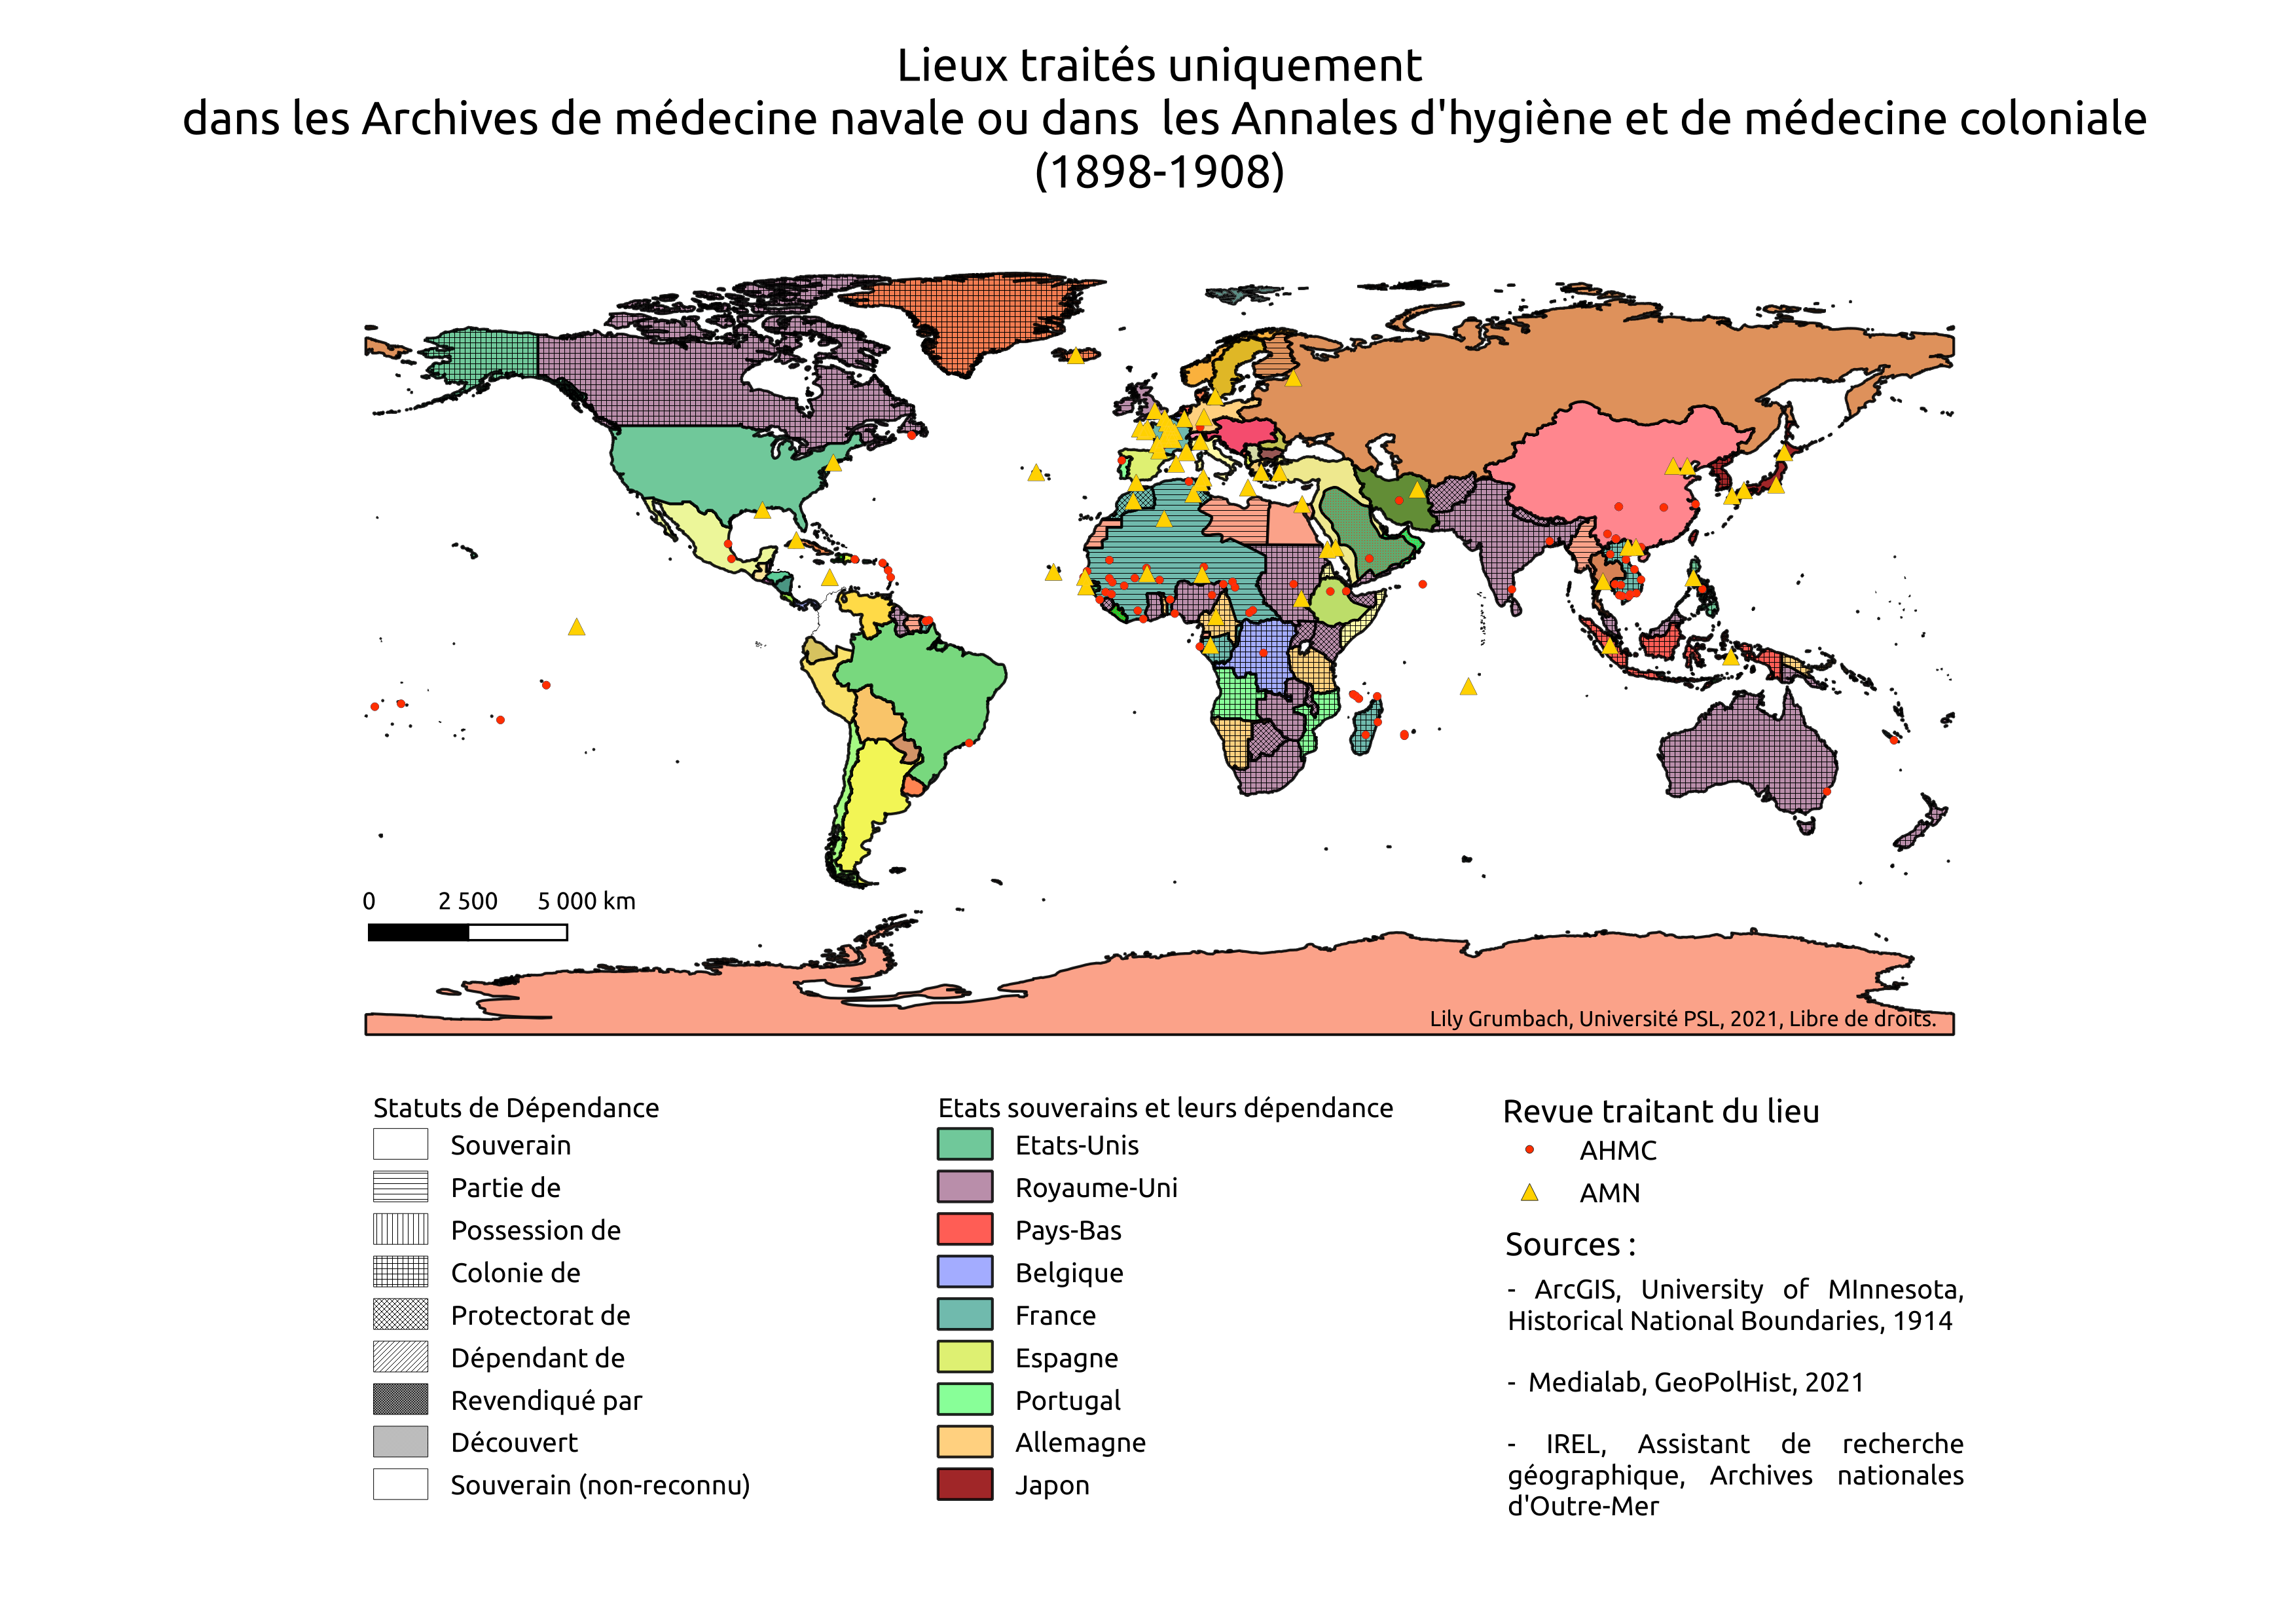 Lieux traités uniquement
dans les Archives de médecine navale ou dans  les Annales d'hygiène et de médecine coloniale
(1898-1908)
0 2 500 5 000 km
Lily Grumbach, Université PSL, 2021, Libre de droits.
Statuts de Dépendance
Souverain
Partie de
Possession de
Colonie de
Protectorat de
Dépendant de
Revendiqué par
Découvert
Souverain (non-reconnu)
Etats souverains et leurs dépendance
Etats-Unis
Royaume-Uni
Pays-Bas
Belgique
France
Espagne
Portugal
Allemagne
Japon
Revue traitant du lieu
AHMC
AMN
Sources :
- ArcGIS, University of MInnesota,
Historical National Boundaries, 1914
- Medialab, GeoPolHist, 2021
- IREL, Assistant de recherche
géographique, Archives nationales
d'Outre-Mer